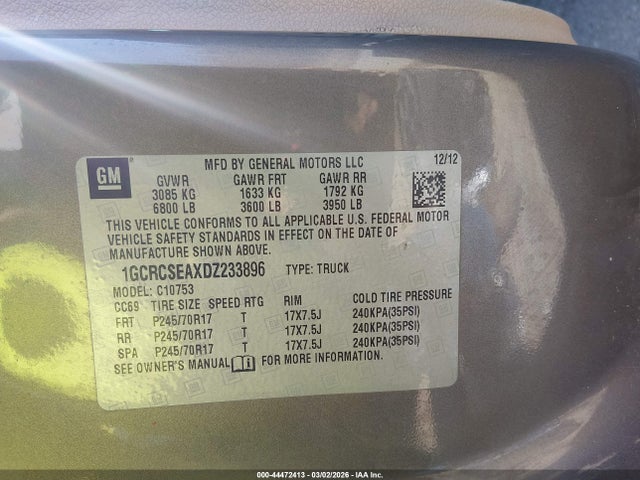 GM
MFD BY GENERAL MOTORS LLC 12/12
GVWR GAWR FRT GAWR RR
3085 KG 1633 KG 1792 KG
6800 LB 3600 LB 3950 LB
THIS VEHICLE CONFORMS TO ALL APPLICABLE U.S. FEDERAL MOTOR
VEHICLE SAFETY STANDARDS IN EFFECT ON THE DATE OF
MANUFACTURE SHOWN ABOVE.
1GCRCSEAXDZ233896 TYPE: TRUCK
MODEL: C10753
CC69 TIRE SIZE SPEED RTG RIM COLD TIRE PRESSURE
FRT P245/70R17 T 17X7.5J 240KPA(35PSI)
RR P245/70R17 T 17X7.5J 240KPA(35PSI)
SPA P245/70R17 T 17X7.5J 240KPA(35PSI)
SEE OWNER'S MANUAL FOR MORE INFORMATION.
000-44472413 - 03/02/2026 - IAA Inc.